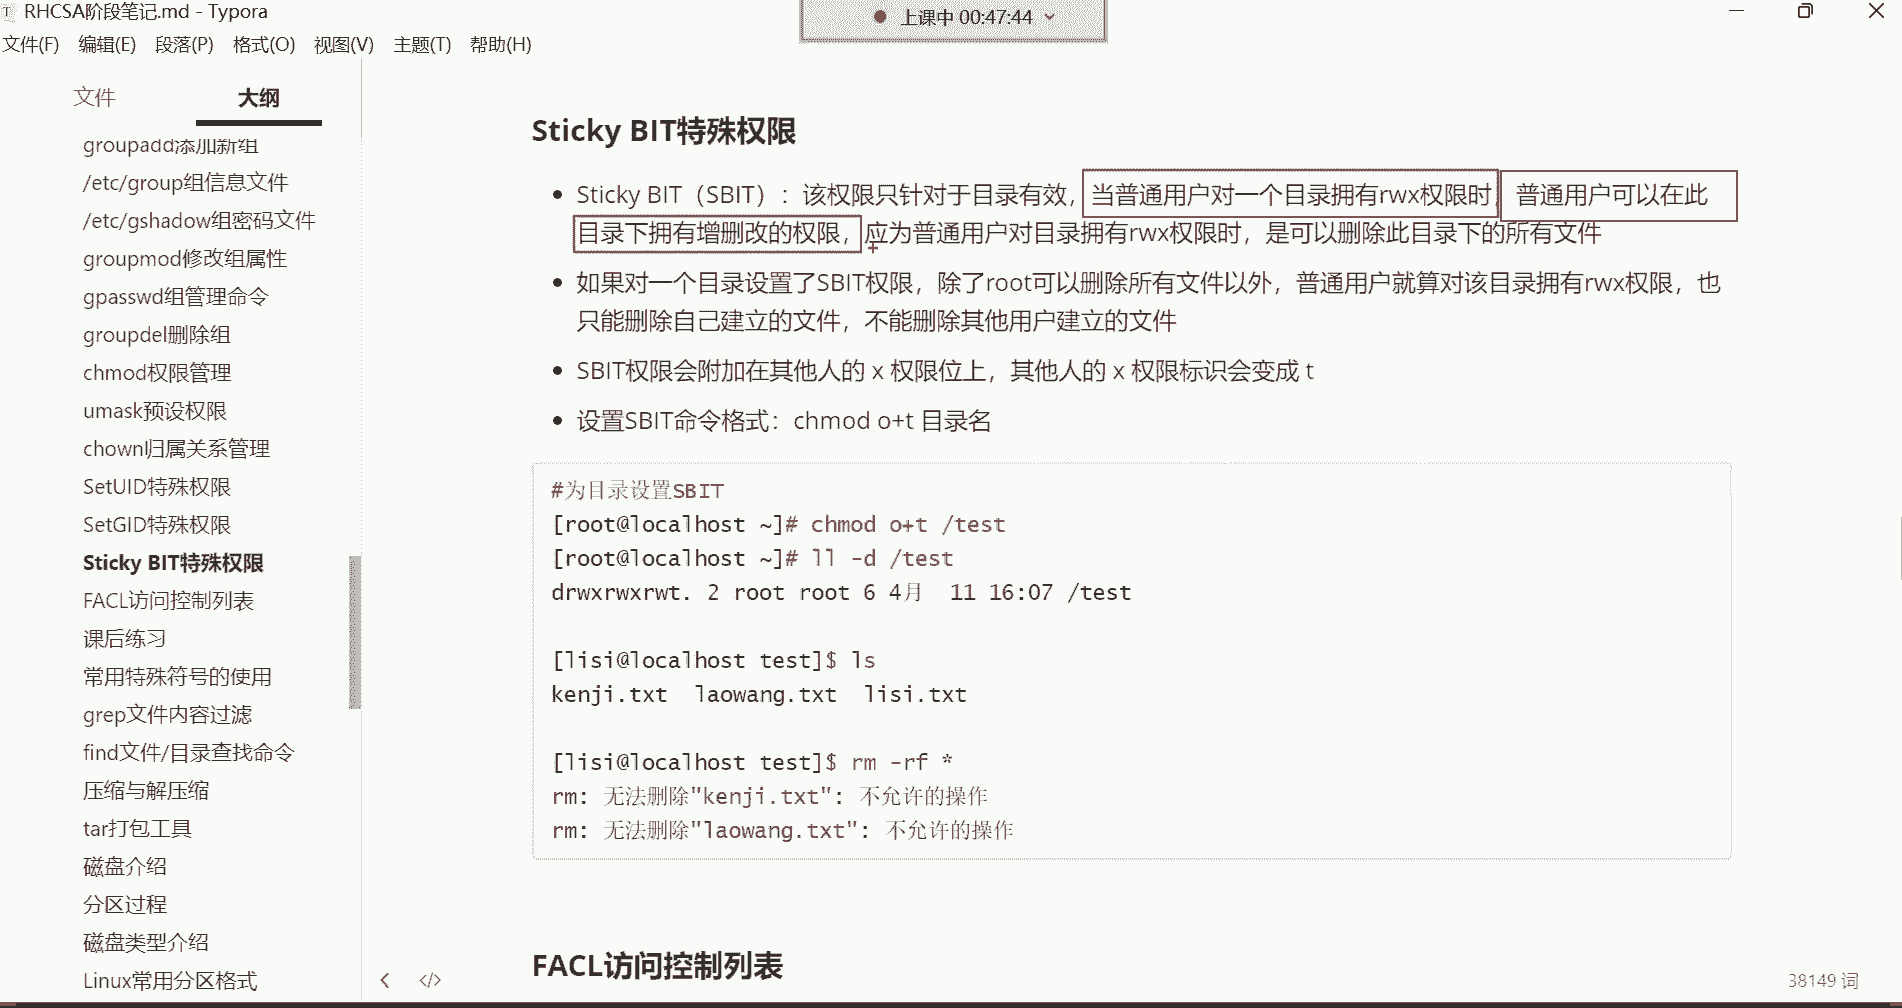 RHCSA阶段笔记.md - Typora
上课中 00:47:44
文件(F) 编辑(E) 段落(P) 格式(O) 视图(V) 主题(T) 帮助(H)
文件 大纲
groupadd添加新组
/etc/group组信息文件
/etc/gshadow组密码文件
groupmod修改组属性
gpasswd组管理命令
groupdel删除组
chmod权限管理
umask预设权限
chown归属关系管理
SetUID特殊权限
SetGID特殊权限
Sticky BIT特殊权限
FACL访问控制列表
课后练习
常用特殊符号的使用
grep文件内容过滤
find文件/目录查找命令
压缩与解压缩
tar打包工具
磁盘介绍
分区过程
磁盘类型介绍
Linux常用分区格式
Sticky BIT特殊权限
Sticky BIT（SBIT）：该权限只针对于目录有效，当普通用户对一个目录拥有rwx权限时，普通用户可以在此
目录下拥有增删改的权限，应为普通用户对目录拥有rwx权限时，是可以删除此目录下的所有文件
如果对一个目录设置了SBIT权限，除了root可以删除所有文件以外，普通用户就算对该目录拥有rwx权限，也
只能删除自己建立的文件，不能删除其他用户建立的文件
SBIT权限会附加在其他人的 x 权限位上，其他人的 x 权限标识会变成 t
设置SBIT命令格式：chmod o+t 目录名
#为目录设置SBIT
[root@localhost ~]# chmod o+t /test
[root@localhost ~]# ll -d /test
drwxrwxrwt. 2 root root 6 4月  11 16:07 /test
[lisi@localhost test]$ ls
kenji.txt  laowang.txt  lisi.txt
[lisi@localhost test]$ rm -rf *
rm: 无法删除"kenji.txt": 不允许的操作
rm: 无法删除"laowang.txt": 不允许的操作
FACL访问控制列表
38149 词